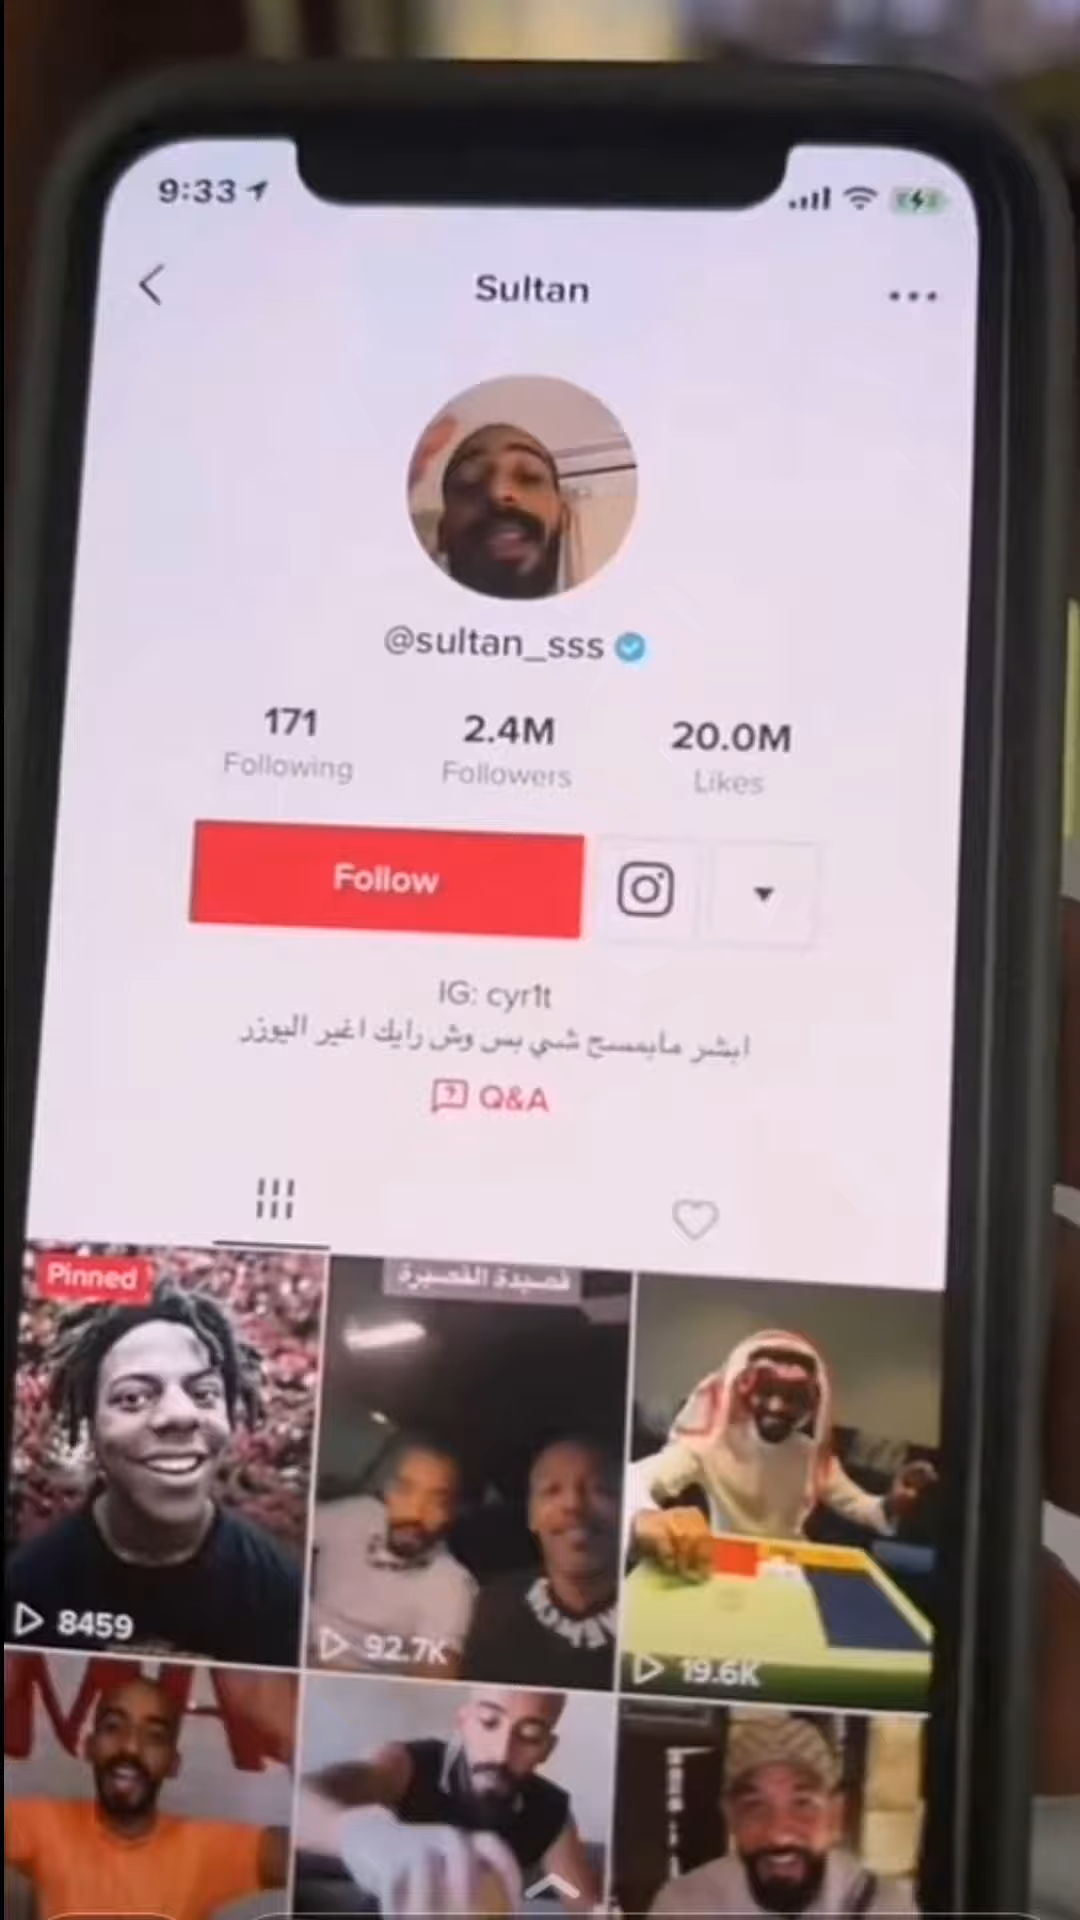 9:33
Sultan
@sultan_sss
171 2.4M 20.0M
Following Followers Likes
Follow
IG: cyr1t
ابشر مابمسح شي بس وش رايك اغير اليوزر
Q&A
Pinned
قصيدة القصيرة
8459
92.7K
19.6K